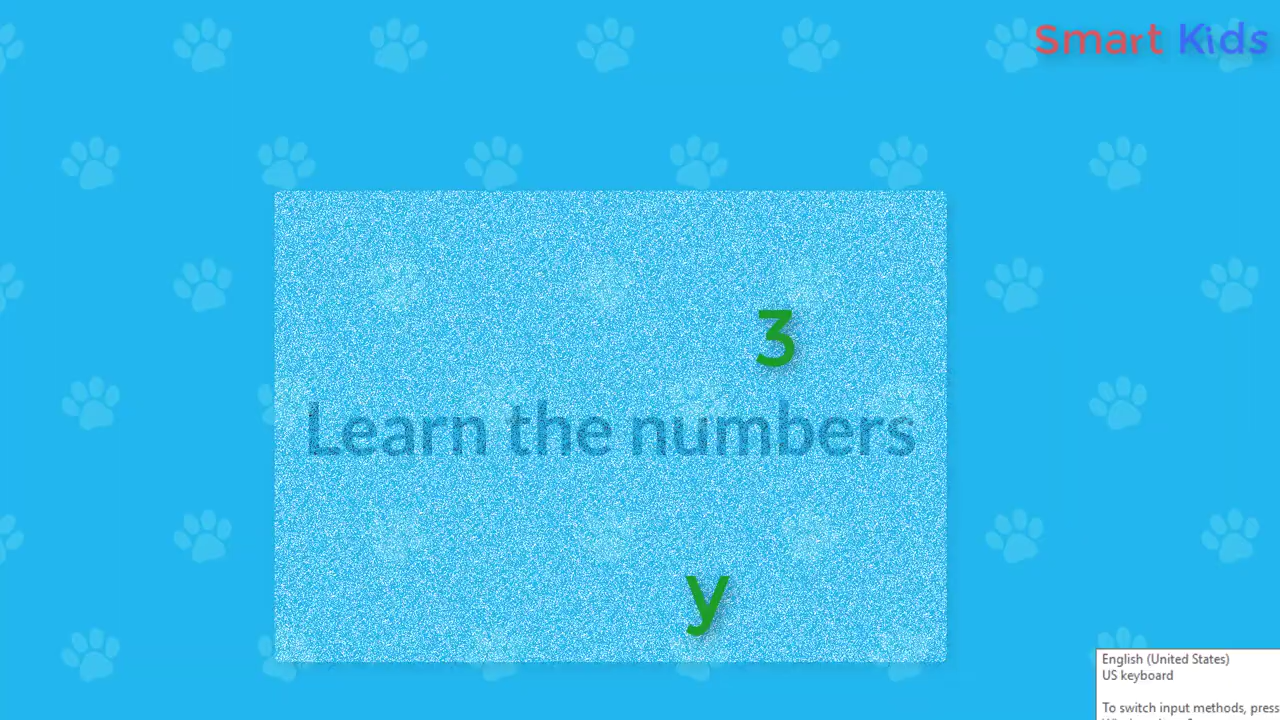 Smart Kids
3
Learn the numbers
y
English (United States)
US keyboard
To switch input methods, press